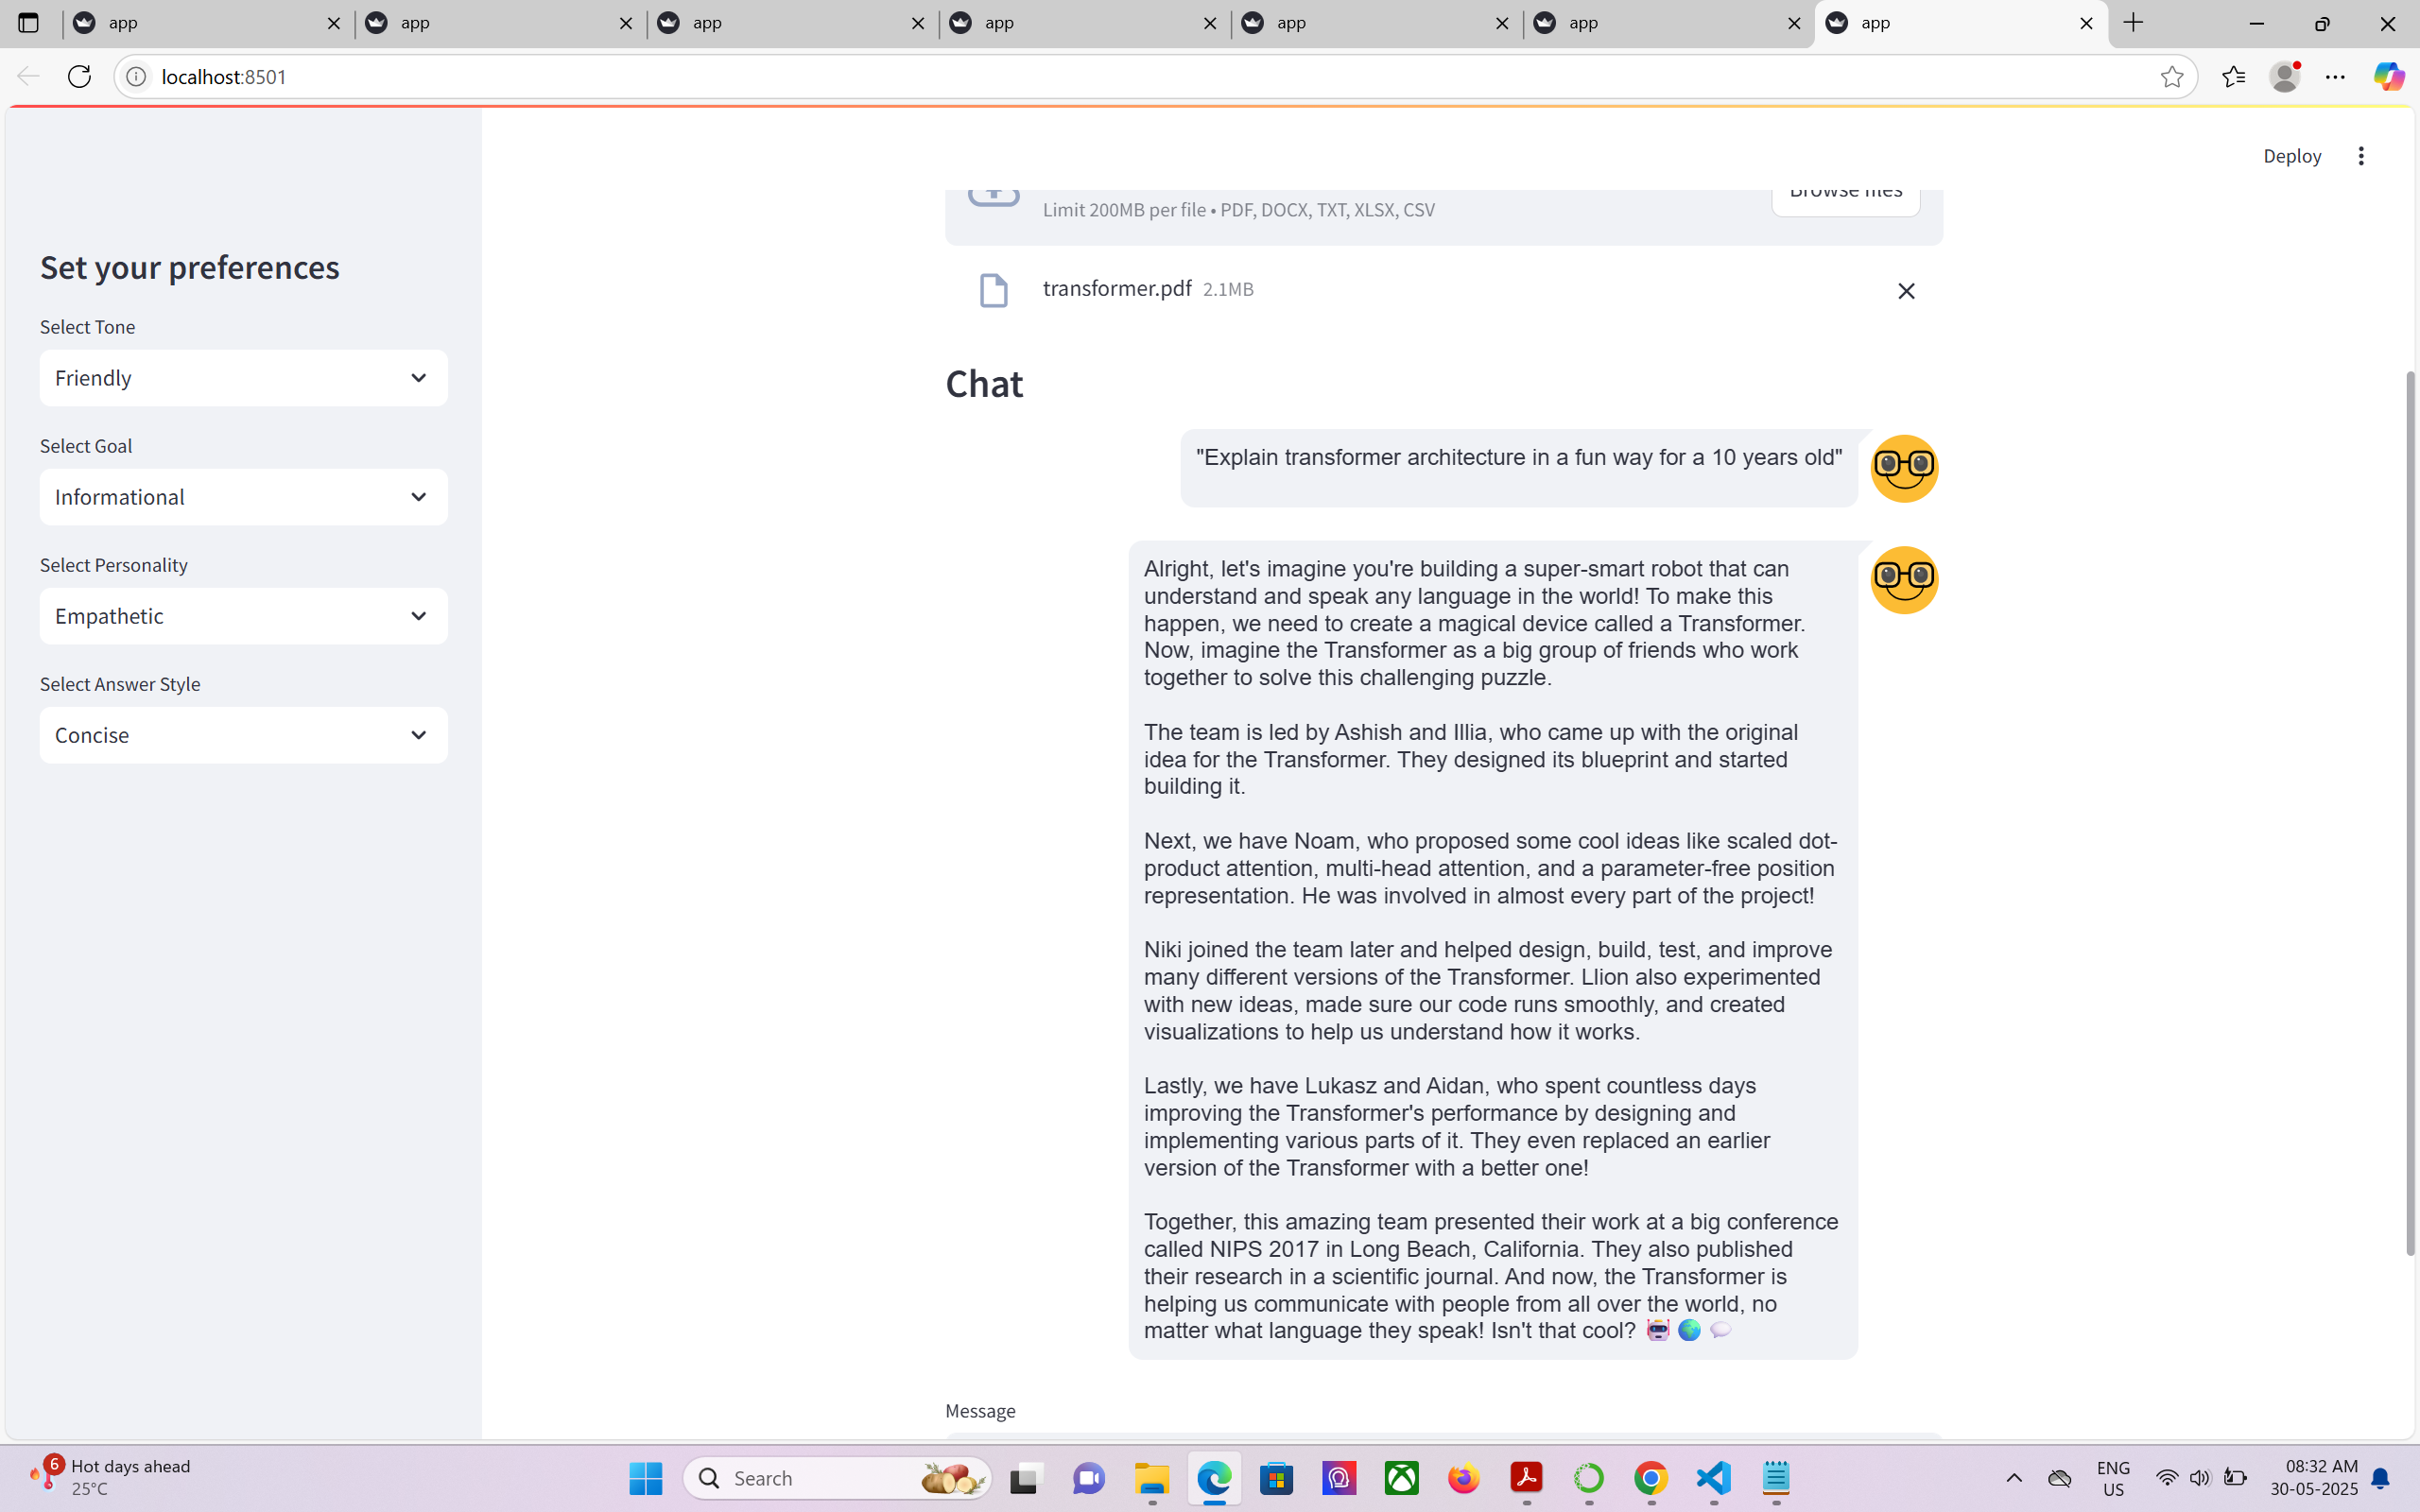 app
app
app
app
app
app
app
localhost:8501
Deploy
Set your preferences
Select Tone
Friendly
Select Goal
Informational
Select Personality
Empathetic
Select Answer Style
Concise
Browse files
Limit 200MB per file • PDF, DOCX, TXT, XLSX, CSV
transformer.pdf 2.1MB
Chat
"Explain transformer architecture in a fun way for a 10 years old"
Alright, let's imagine you're building a super-smart robot that can
understand and speak any language in the world! To make this
happen, we need to create a magical device called a Transformer.
Now, imagine the Transformer as a big group of friends who work
together to solve this challenging puzzle.
The team is led by Ashish and Illia, who came up with the original
idea for the Transformer. They designed its blueprint and started
building it.
Next, we have Noam, who proposed some cool ideas like scaled dot-
product attention, multi-head attention, and a parameter-free position
representation. He was involved in almost every part of the project!
Niki joined the team later and helped design, build, test, and improve
many different versions of the Transformer. Llion also experimented
with new ideas, made sure our code runs smoothly, and created
visualizations to help us understand how it works.
Lastly, we have Lukasz and Aidan, who spent countless days
improving the Transformer's performance by designing and
implementing various parts of it. They even replaced an earlier
version of the Transformer with a better one!
Together, this amazing team presented their work at a big conference
called NIPS 2017 in Long Beach, California. They also published
their research in a scientific journal. And now, the Transformer is
helping us communicate with people from all over the world, no
matter what language they speak! Isn't that cool? 🤖 🌍 💬
Message
6
Hot days ahead
25°C
Search
ENG
US
08:32 AM
30-05-2025